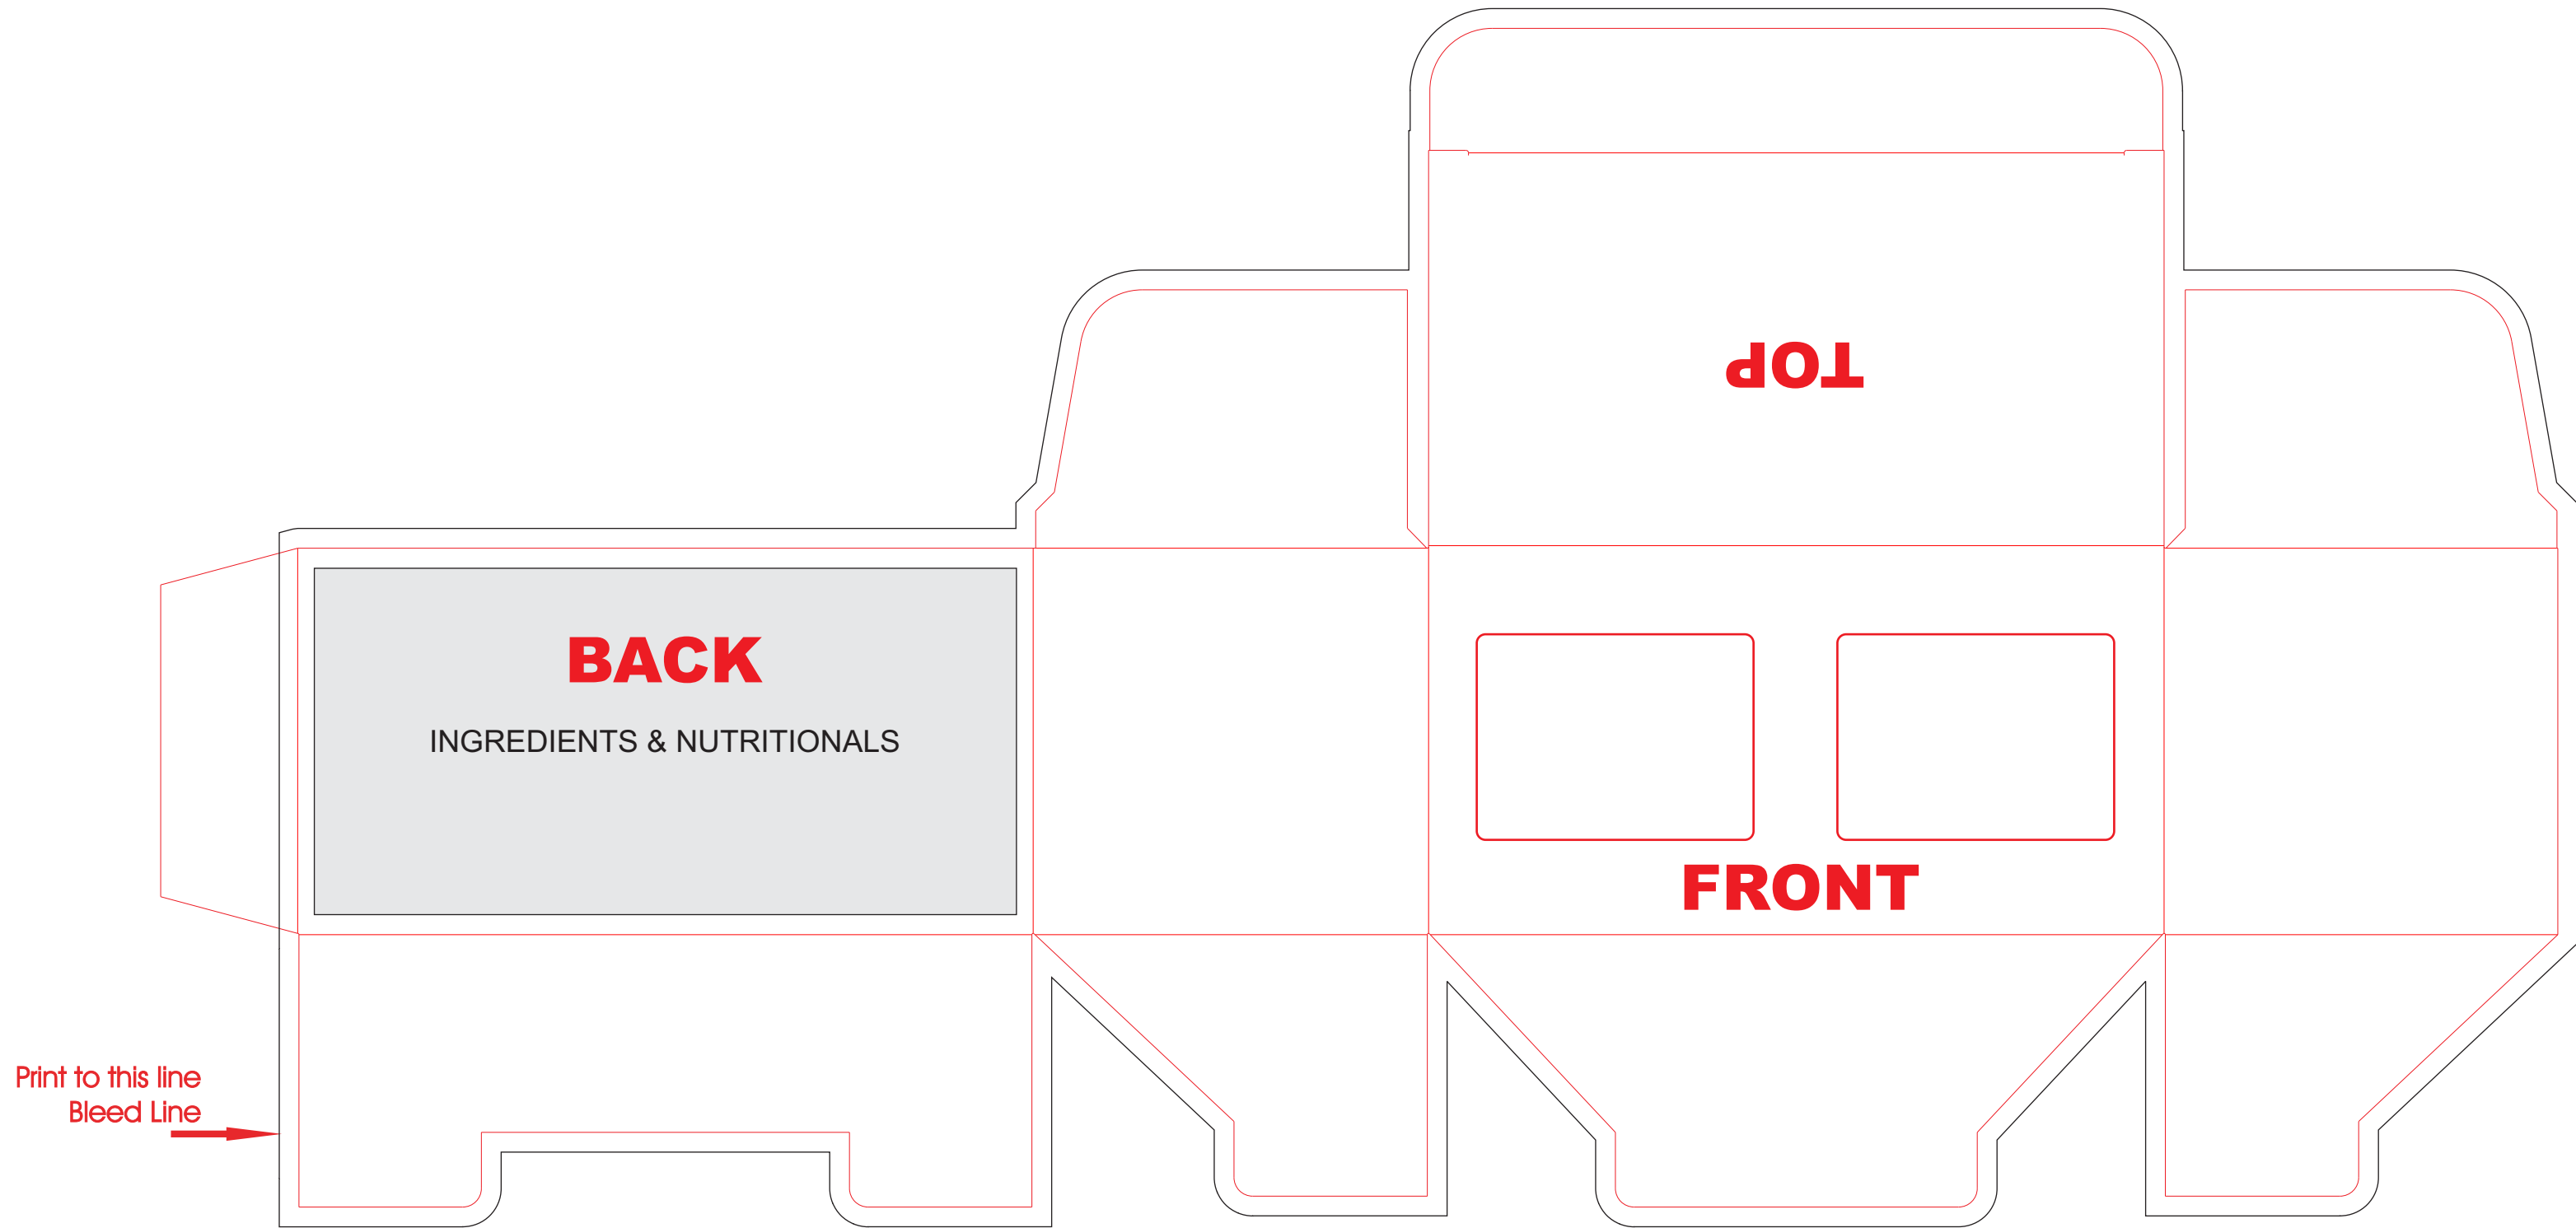 TOP
BACK
INGREDIENTS & NUTRITIONALS
FRONT
Print to this line
Bleed Line